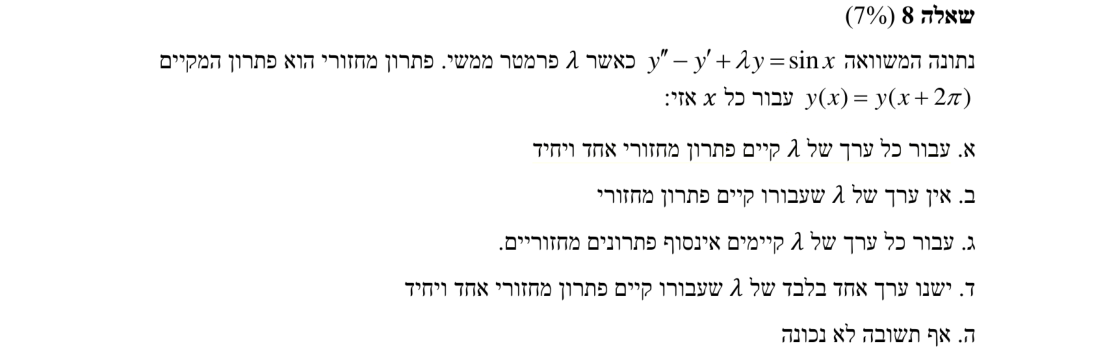 שאלה 8 (7%)
נתונה המשוואה y″ − y′ + λy = sin x כאשר λ פרמטר ממשי. פתרון מחזורי הוא פתרון המקיים
y(x) = y(x + 2π) עבור כל x אזי:
א. עבור כל ערך של λ קיים פתרון מחזורי אחד ויחיד
ב. אין ערך של λ שעבורו קיים פתרון מחזורי
ג. עבור כל ערך של λ קיימים אינסוף פתרונים מחזוריים.
ד. ישנו ערך אחד בלבד של λ שעבורו קיים פתרון מחזורי אחד ויחיד
ה. אף תשובה לא נכונה